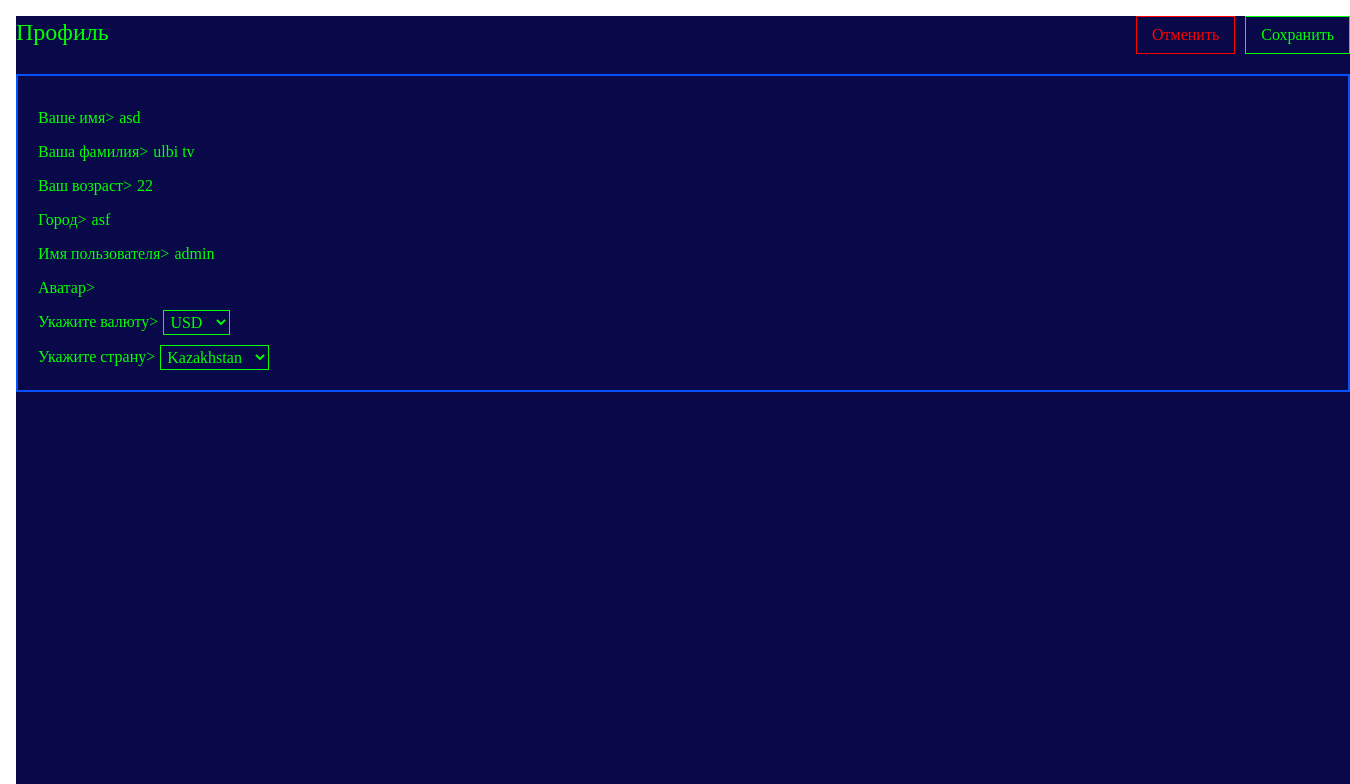 Профиль
Отменить
Сохранить
Ваше имя> asd
Ваша фамилия> ulbi tv
Ваш возраст> 22
Город> asf
Имя пользователя> admin
Аватар>
Укажите валюту> USD
Укажите страну> Kazakhstan